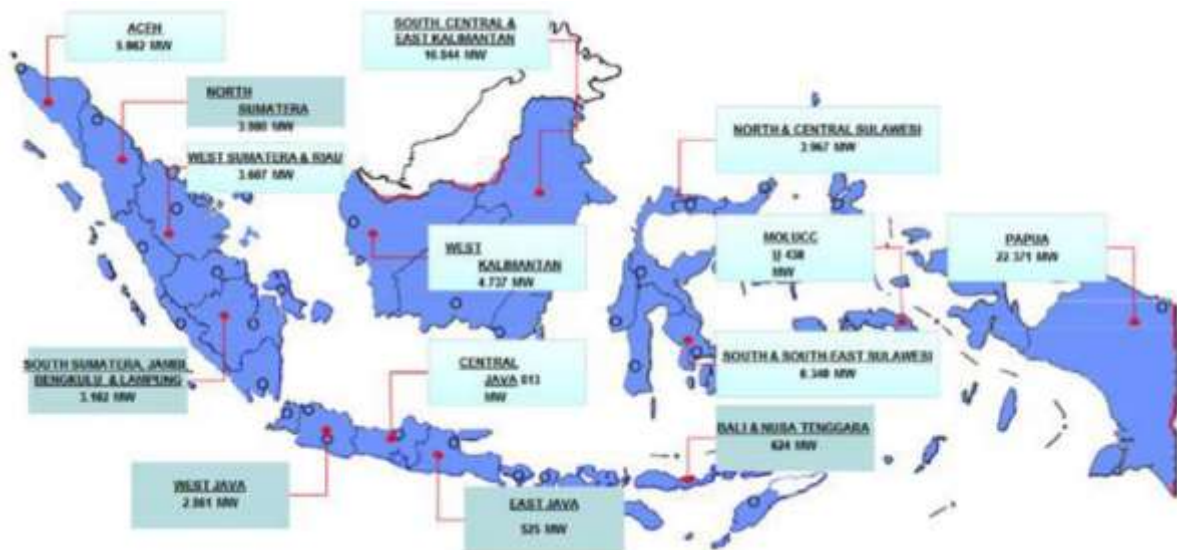 ACEH
5.062 MW
SOUTH, CENTRAL &
EAST KALIMANTAN
16.844 MW
NORTH
SUMATERA
3.808 MW
WEST SUMATERA & RIAU
3.607 MW
NORTH & CENTRAL SULAWESI
3.967 MW
WEST
KALIMANTAN
4.737 MW
MOLUCC
U 430
MW
PAPUA
22.371 MW
SOUTH SUMATERA, JAMBI,
BENGKULU & LAMPUNG
3.102 MW
CENTRAL
JAVA 813
MW
SOUTH & SOUTH-EAST SULAWESI
6.340 MW
BALI & NUSA TENGGARA
624 MW
WEST JAVA
2.861 MW
EAST JAVA
525 MW